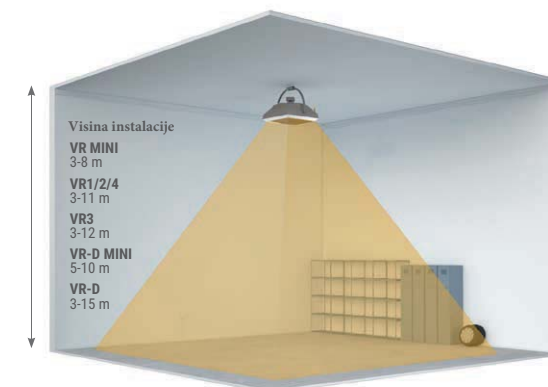 Visina instalacije
VR MINI
3-8 m
VR1/2/4
3-11 m
VR3
3-12 m
VR-D MINI
5-10 m
VR-D
3-15 m